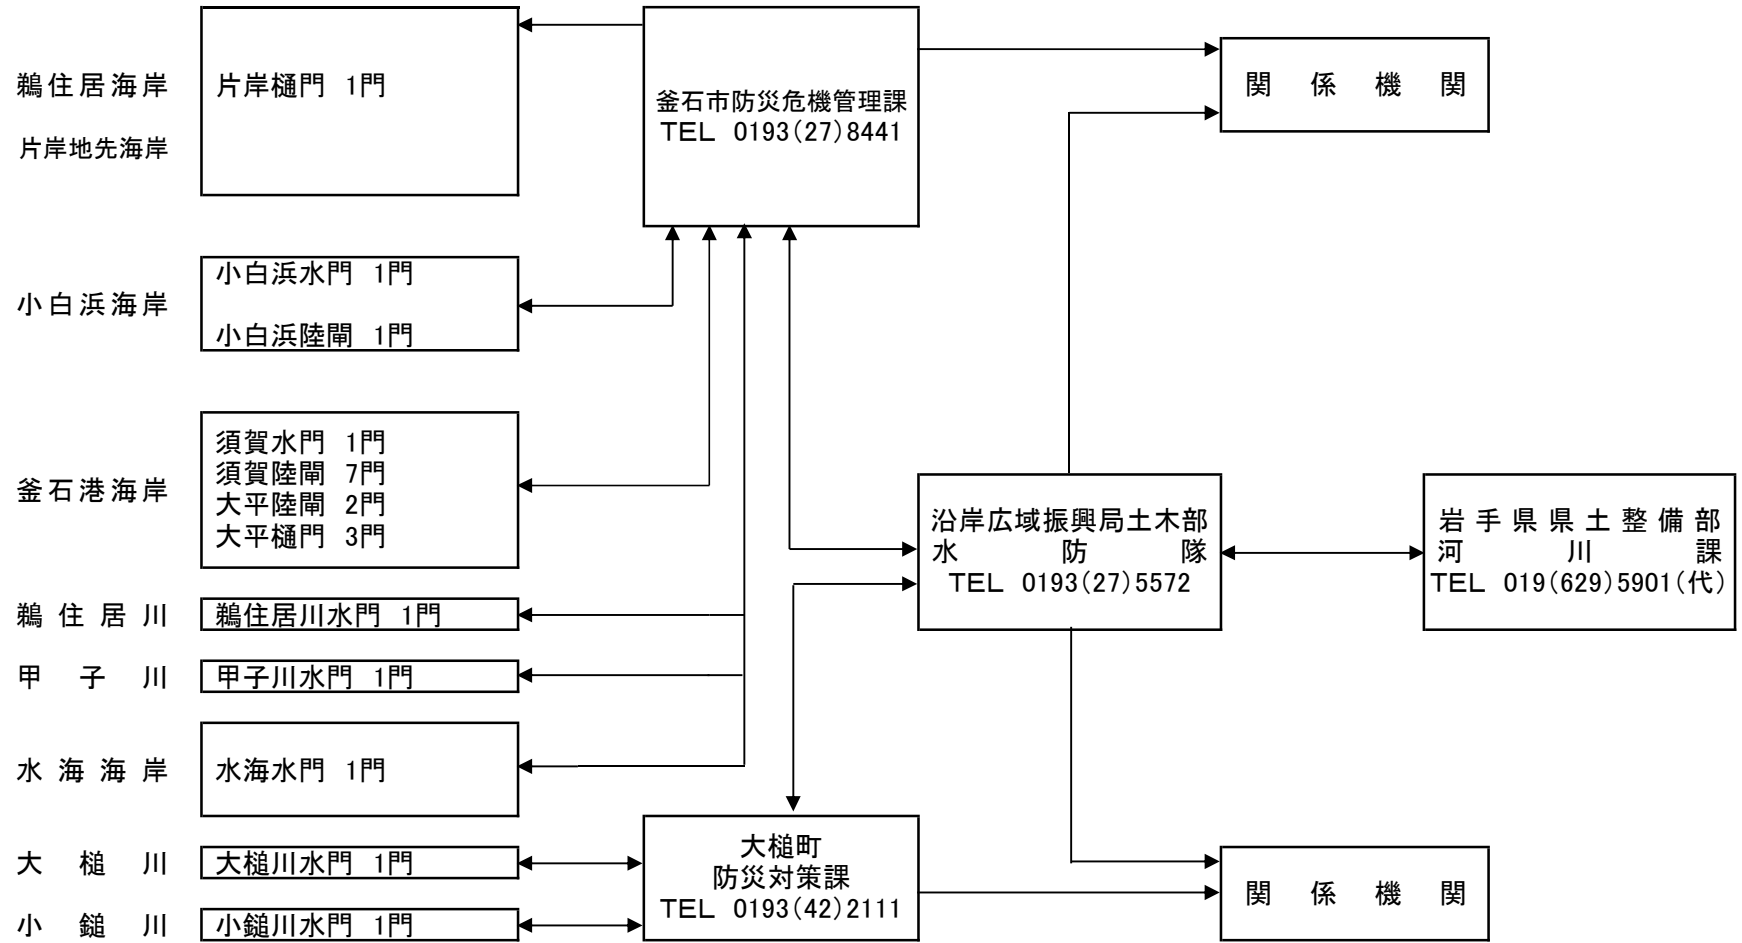 鵜住居海岸
片岸地先海岸
片岸樋門 1門
釜石市防災危機管理課
TEL 0193(27)8441
関係機関
小白浜海岸
小白浜水門 1門
小白浜陸閘 1門
釜石港海岸
須賀水門 1門
須賀陸閘 7門
大平陸閘 2門
大平樋門 3門
沿岸広域振興局土木部
水防隊
TEL 0193(27)5572
岩手県県土整備部
河川課
TEL 019(629)5901(代)
鵜住居川
鵜住居川水門 1門
甲子川
甲子川水門 1門
水海海岸
水海水門 1門
大槌川
大槌川水門 1門
小鎚川
小鎚川水門 1門
大槌町
防災対策課
TEL 0193(42)2111
関係機関